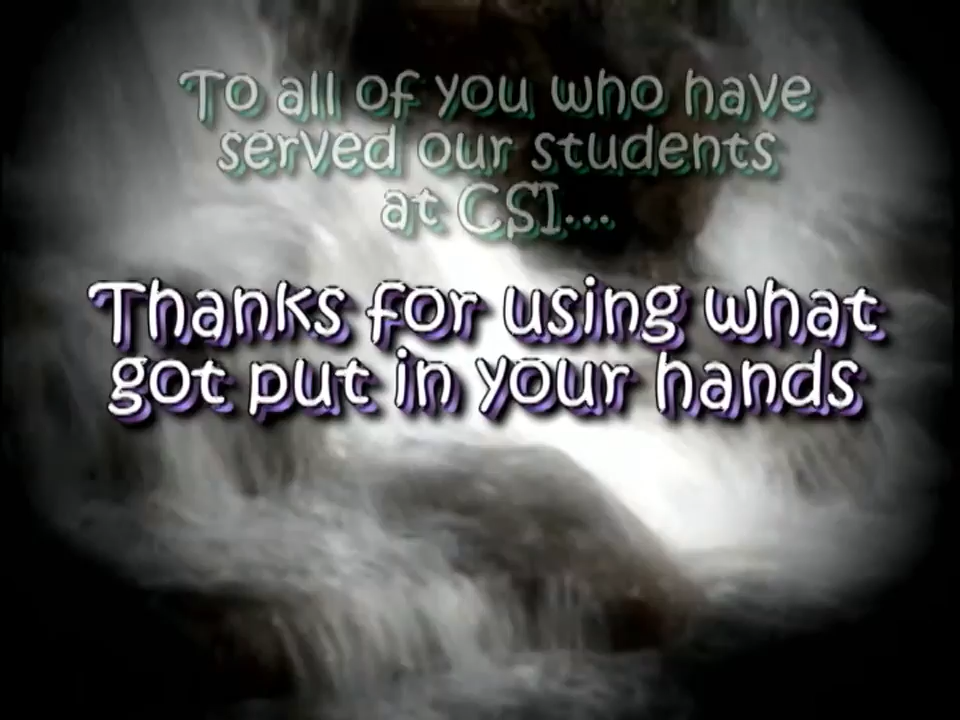 To all of you who have
served our students
at CSI...
Thanks for using what
got put in your hands